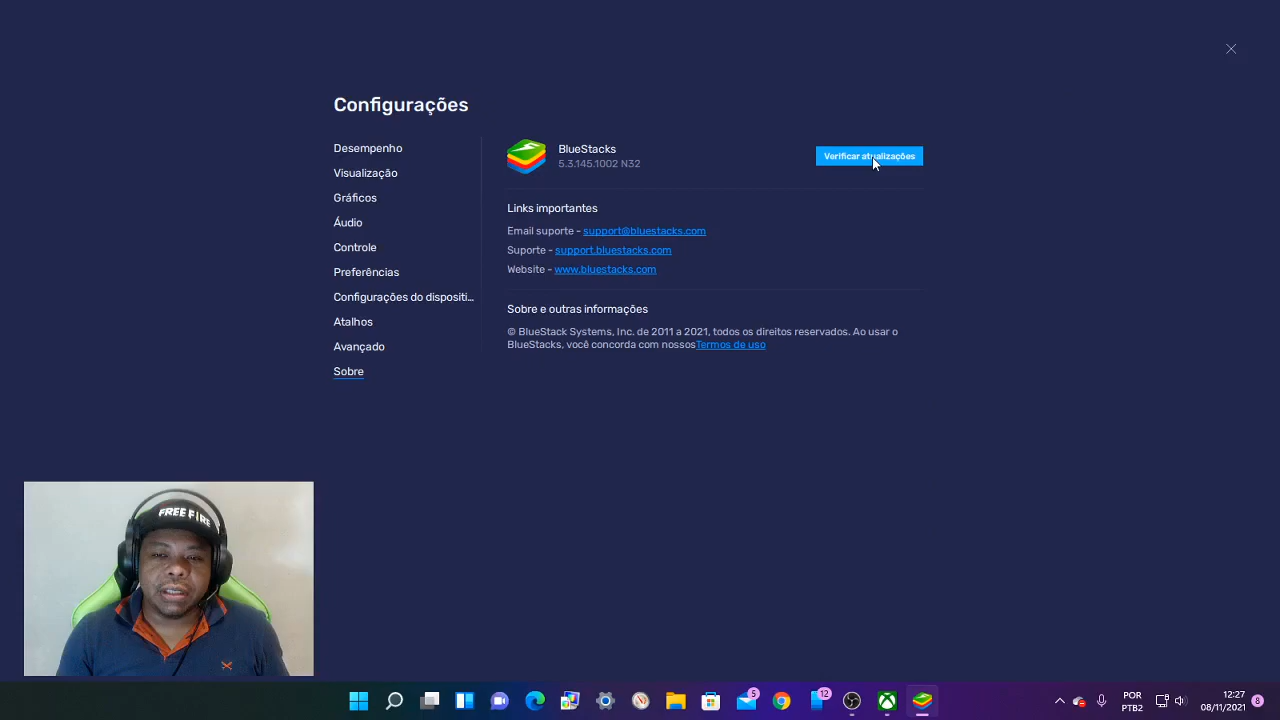 Configurações
Desempenho
Visualização
Gráficos
Áudio
Controle
Preferências
Configurações do dispositi...
Atalhos
Avançado
Sobre
BlueStacks
5.3.145.1002 N32
Verificar atualizações
Links importantes
Email suporte - support@bluestacks.com
Suporte - support.bluestacks.com
Website - www.bluestacks.com
Sobre e outras informações
© BlueStack Systems, Inc. de 2011 a 2021, todos os direitos reservados. Ao usar o
BlueStacks, você concorda com nossosTermos de uso
FREE FIRE
5
12
POR
PTB2
12:27
08/11/2021
8